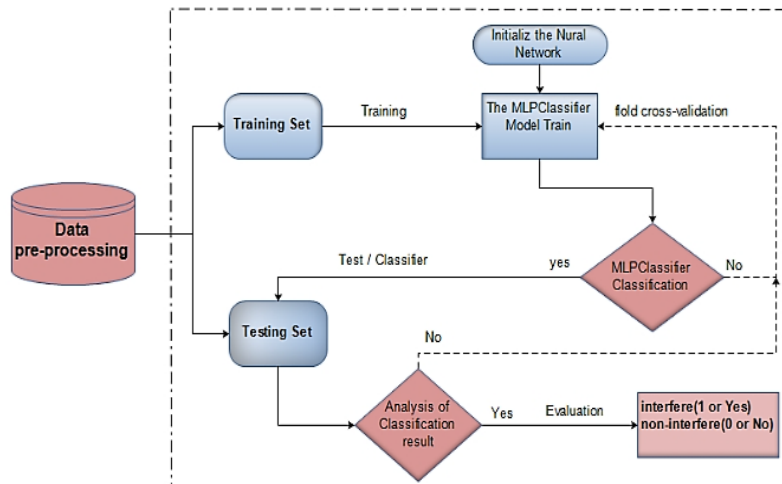 Initializ the Nural
Network
Training Set
Training
The MLPClassifier
Model Train
flold cross-validation
Data
pre-processing
Test / Classifier
yes
MLPClassifier
Classification
No
Testing Set
No
Analysis of
Classification
result
Yes
Evaluation
interfere(1 or Yes)
non-interfere(0 or No)